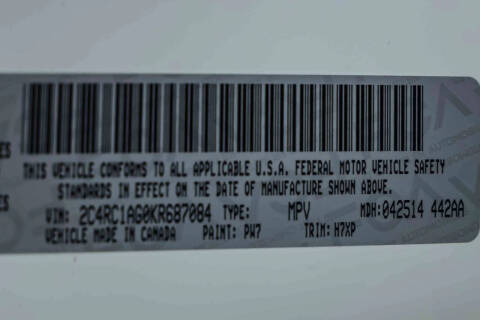 THIS VEHICLE CONFORMS TO ALL APPLICABLE U.S.A. FEDERAL MOTOR VEHICLE SAFETY
STANDARDS IN EFFECT ON THE DATE OF MANUFACTURE SHOWN ABOVE.
VIN: 2C4RC1AG0KR687084 TYPE: MPV MDH: 042514 442AA
VEHICLE MADE IN CANADA PAINT: PW7 TRIM: H7XP